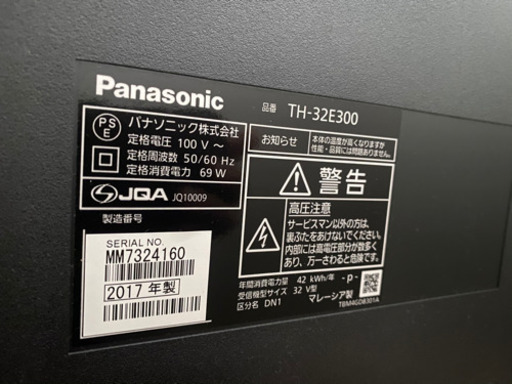 Panasonic
品番 TH-32E300
PS
E
パナソニック株式会社
定格電圧 100 V ～
定格周波数 50/60 Hz
定格消費電力 69 W
JQA JQ10009
製造番号
SERIAL NO.
MM7324160
2017年製
お知らせ
本体の温度が高くなりますが
性能・品質には問題ありません。
警告
高圧注意
サービスマン以外の方は、
裏ぶたをあけないでください。
内部には高電圧部分が数多く
あり、万一さわると危険です。
年間消費電力量 42 kWh/年
受信機型サイズ 32 V型
区分名 DN1
-p-
マレーシア製
TBM4GD8301A